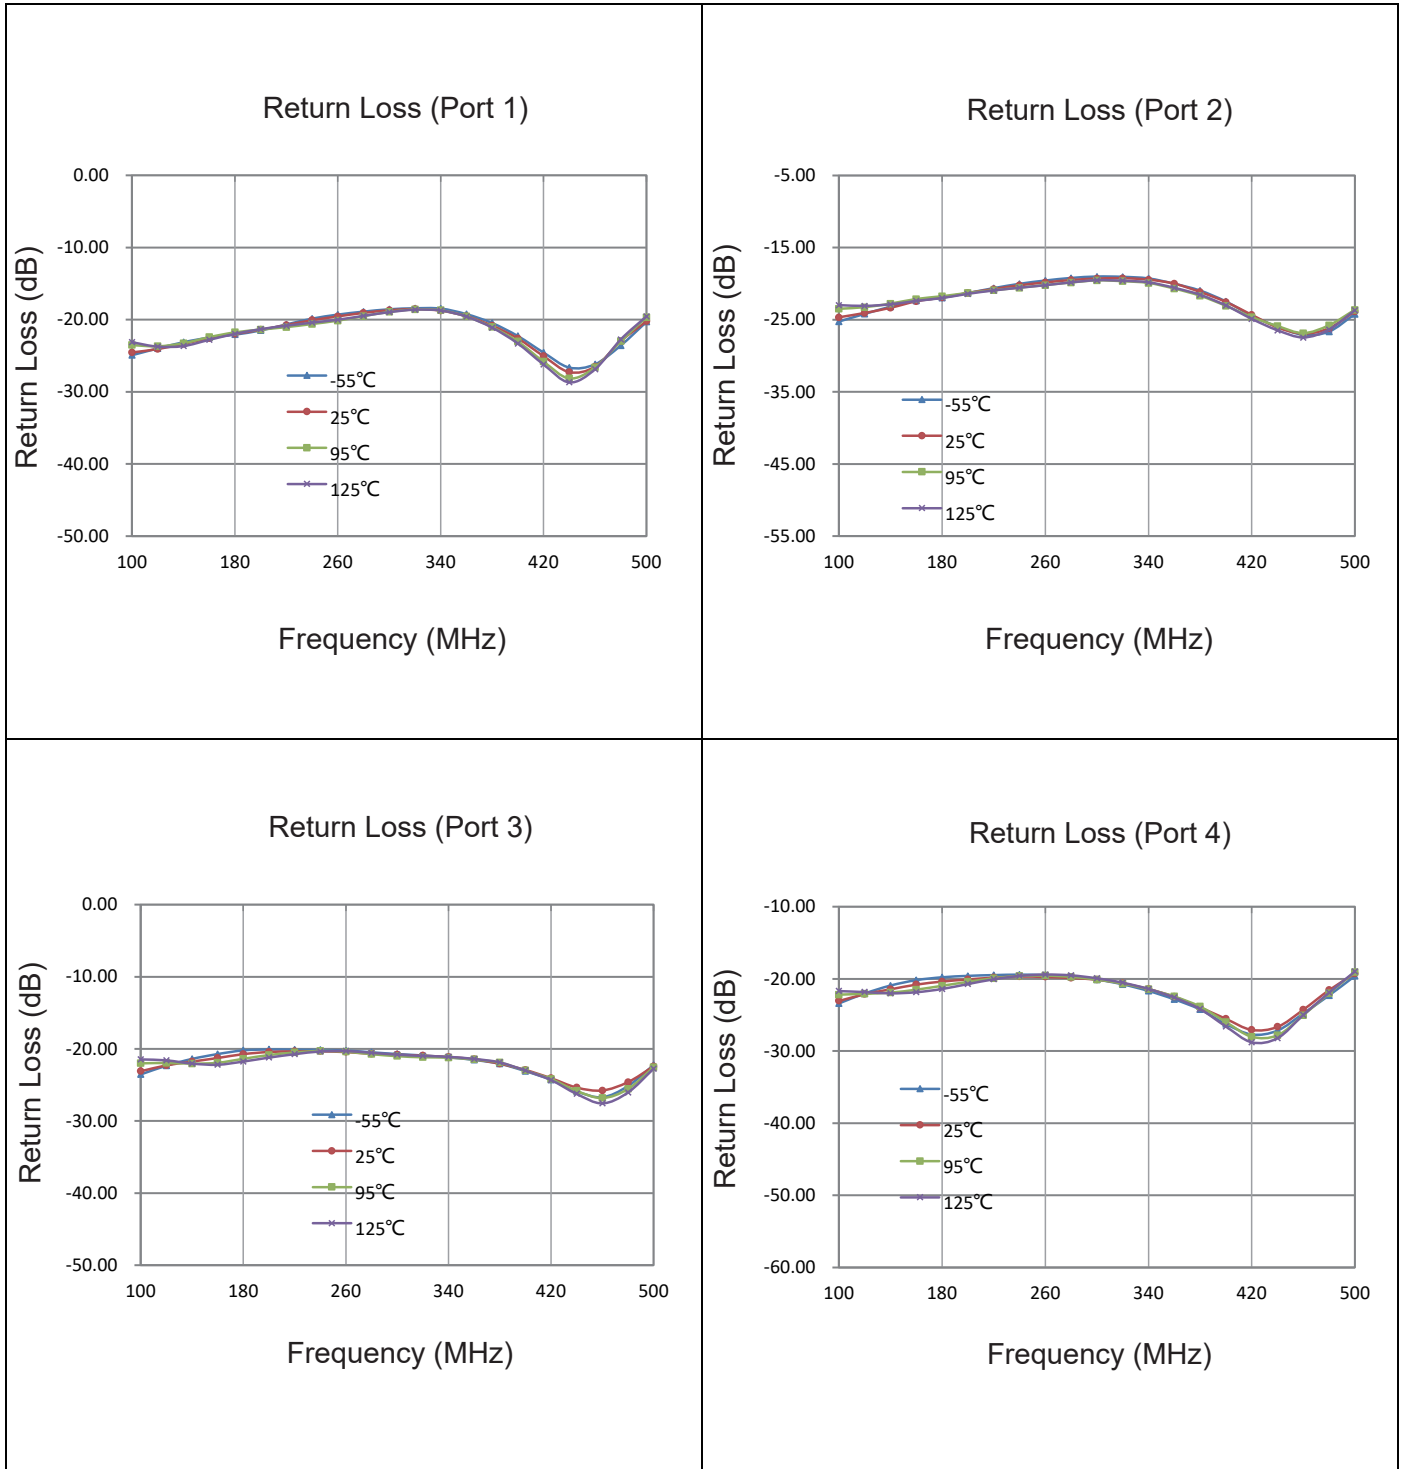 Return Loss (Port 1)
Return Loss (dB)
0.00
-10.00
-20.00
-30.00
-40.00
-50.00
-55℃
25℃
95℃
125℃
100 180 260 340 420 500
Frequency (MHz)
Return Loss (Port 2)
Return Loss (dB)
-5.00
-15.00
-25.00
-35.00
-45.00
-55.00
-55℃
25℃
95℃
125℃
100 180 260 340 420 500
Frequency (MHz)
Return Loss (Port 3)
Return Loss (dB)
0.00
-10.00
-20.00
-30.00
-40.00
-50.00
-55℃
25℃
95℃
125℃
100 180 260 340 420 500
Frequency (MHz)
Return Loss (Port 4)
Return Loss (dB)
-10.00
-20.00
-30.00
-40.00
-50.00
-60.00
-55℃
25℃
95℃
125℃
100 180 260 340 420 500
Frequency (MHz)